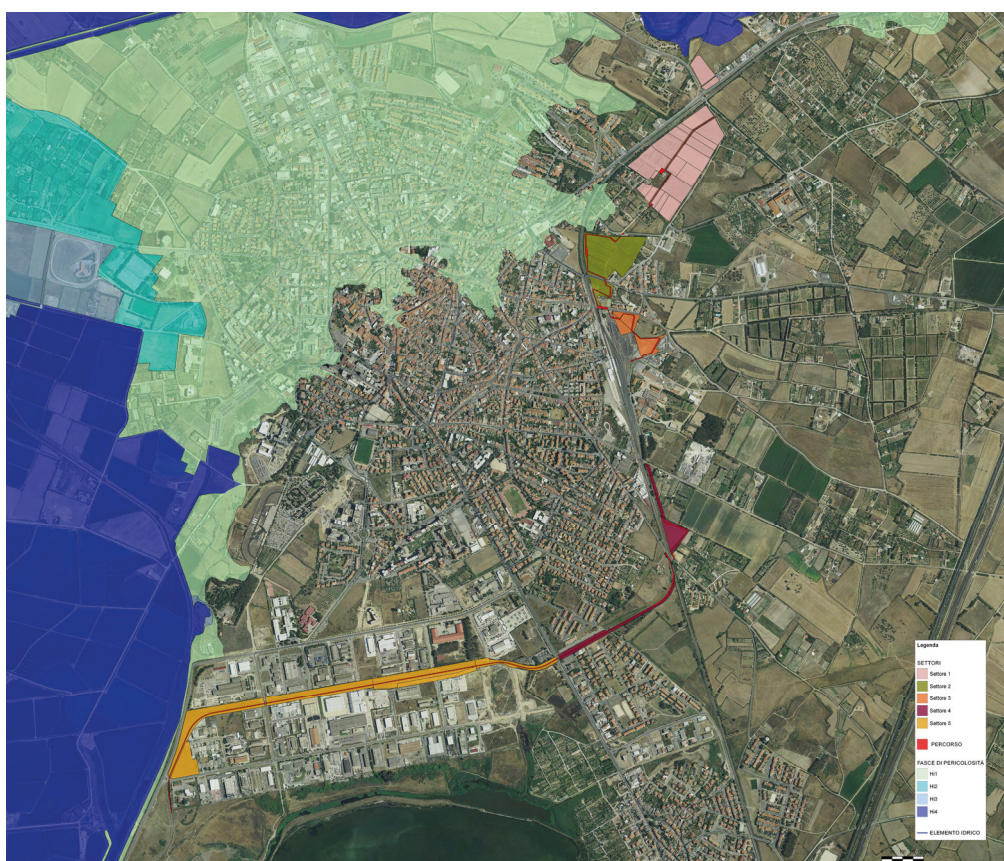 Legenda
SETTORI
Settore 1
Settore 2
Settore 3
Settore 4
Settore 5
PERCORSO
FASCE DI PERICOLOSITÀ
Hi1
Hi2
Hi3
Hi4
ELEMENTO IDRICO